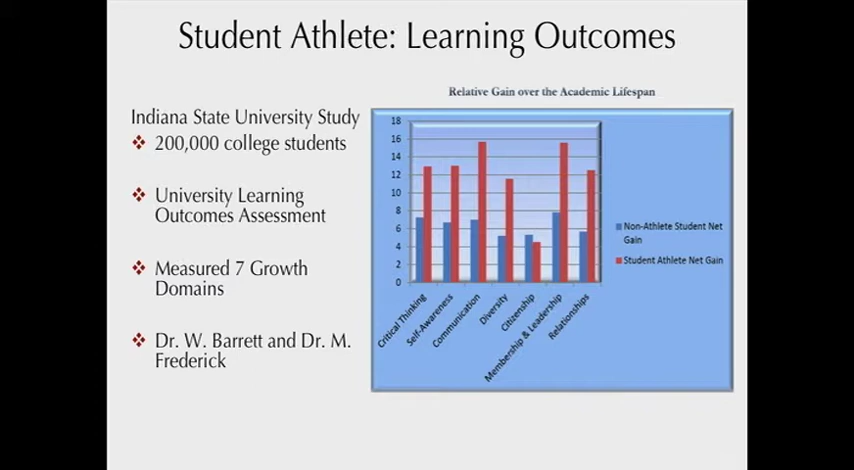 Student Athlete: Learning Outcomes
Indiana State University Study
❖ 200,000 college students
❖ University Learning
Outcomes Assessment
❖ Measured 7 Growth
Domains
❖ Dr. W. Barrett and Dr. M.
Frederick
Relative Gain over the Academic Lifespan
18
16
14
12
10
8
6
4
2
0
Critical Thinking
Self-Awareness
Communication
Diversity
Citizenship
Membership & Leadership
Relationships
Non-Athlete Student Net
Gain
Student Athlete Net Gain